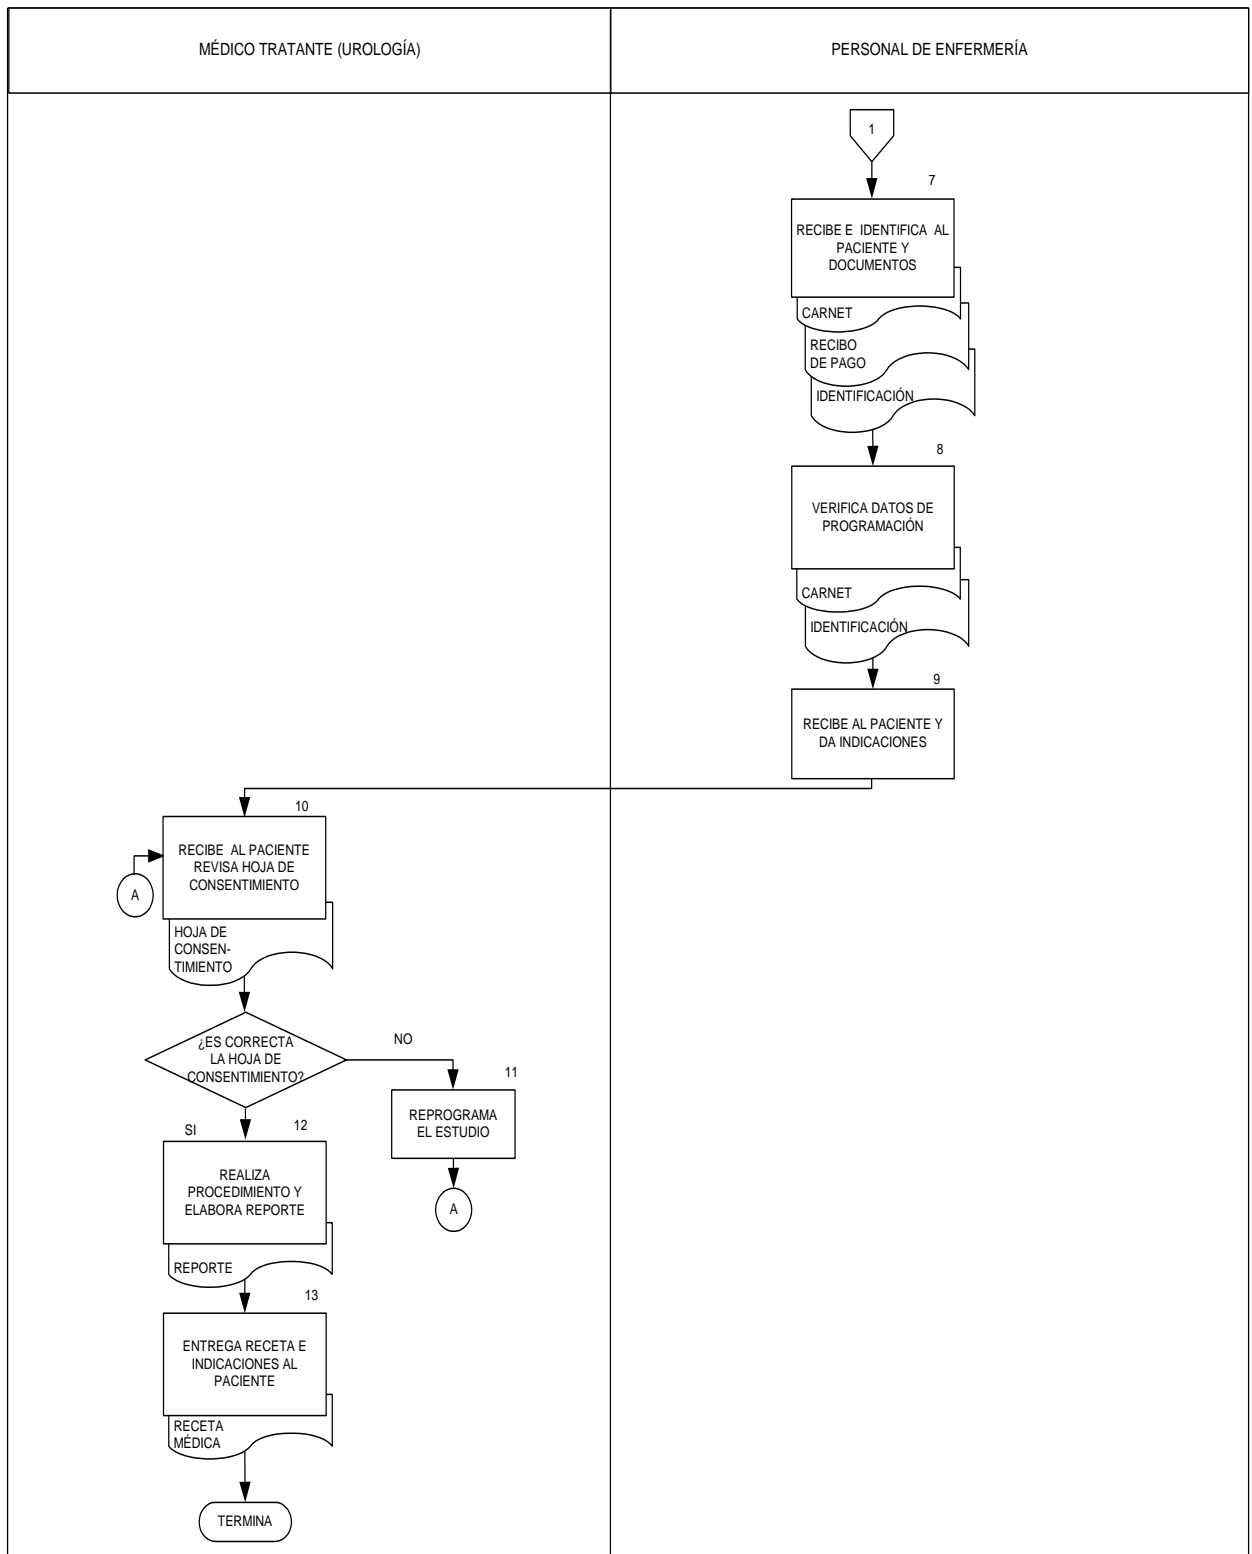 MÉDICO TRATANTE (UROLOGÍA)
PERSONAL DE ENFERMERÍA
1
7
RECIBE E IDENTIFICA AL
PACIENTE Y
DOCUMENTOS
CARNET
RECIBO
DE PAGO
IDENTIFICACIÓN
8
VERIFICA DATOS DE
PROGRAMACIÓN
CARNET
IDENTIFICACIÓN
9
RECIBE AL PACIENTE Y
DA INDICACIONES
10
RECIBE AL PACIENTE
REVISA HOJA DE
CONSENTIMIENTO
A
HOJA DE
CONSEN-
TIMIENTO
¿ES CORRECTA
LA HOJA DE
CONSENTIMIENTO?
NO
11
REPROGRAMA
EL ESTUDIO
A
SI
12
REALIZA
PROCEDIMIENTO Y
ELABORA REPORTE
REPORTE
13
ENTREGA RECETA E
INDICACIONES AL
PACIENTE
RECETA
MÉDICA
TERMINA